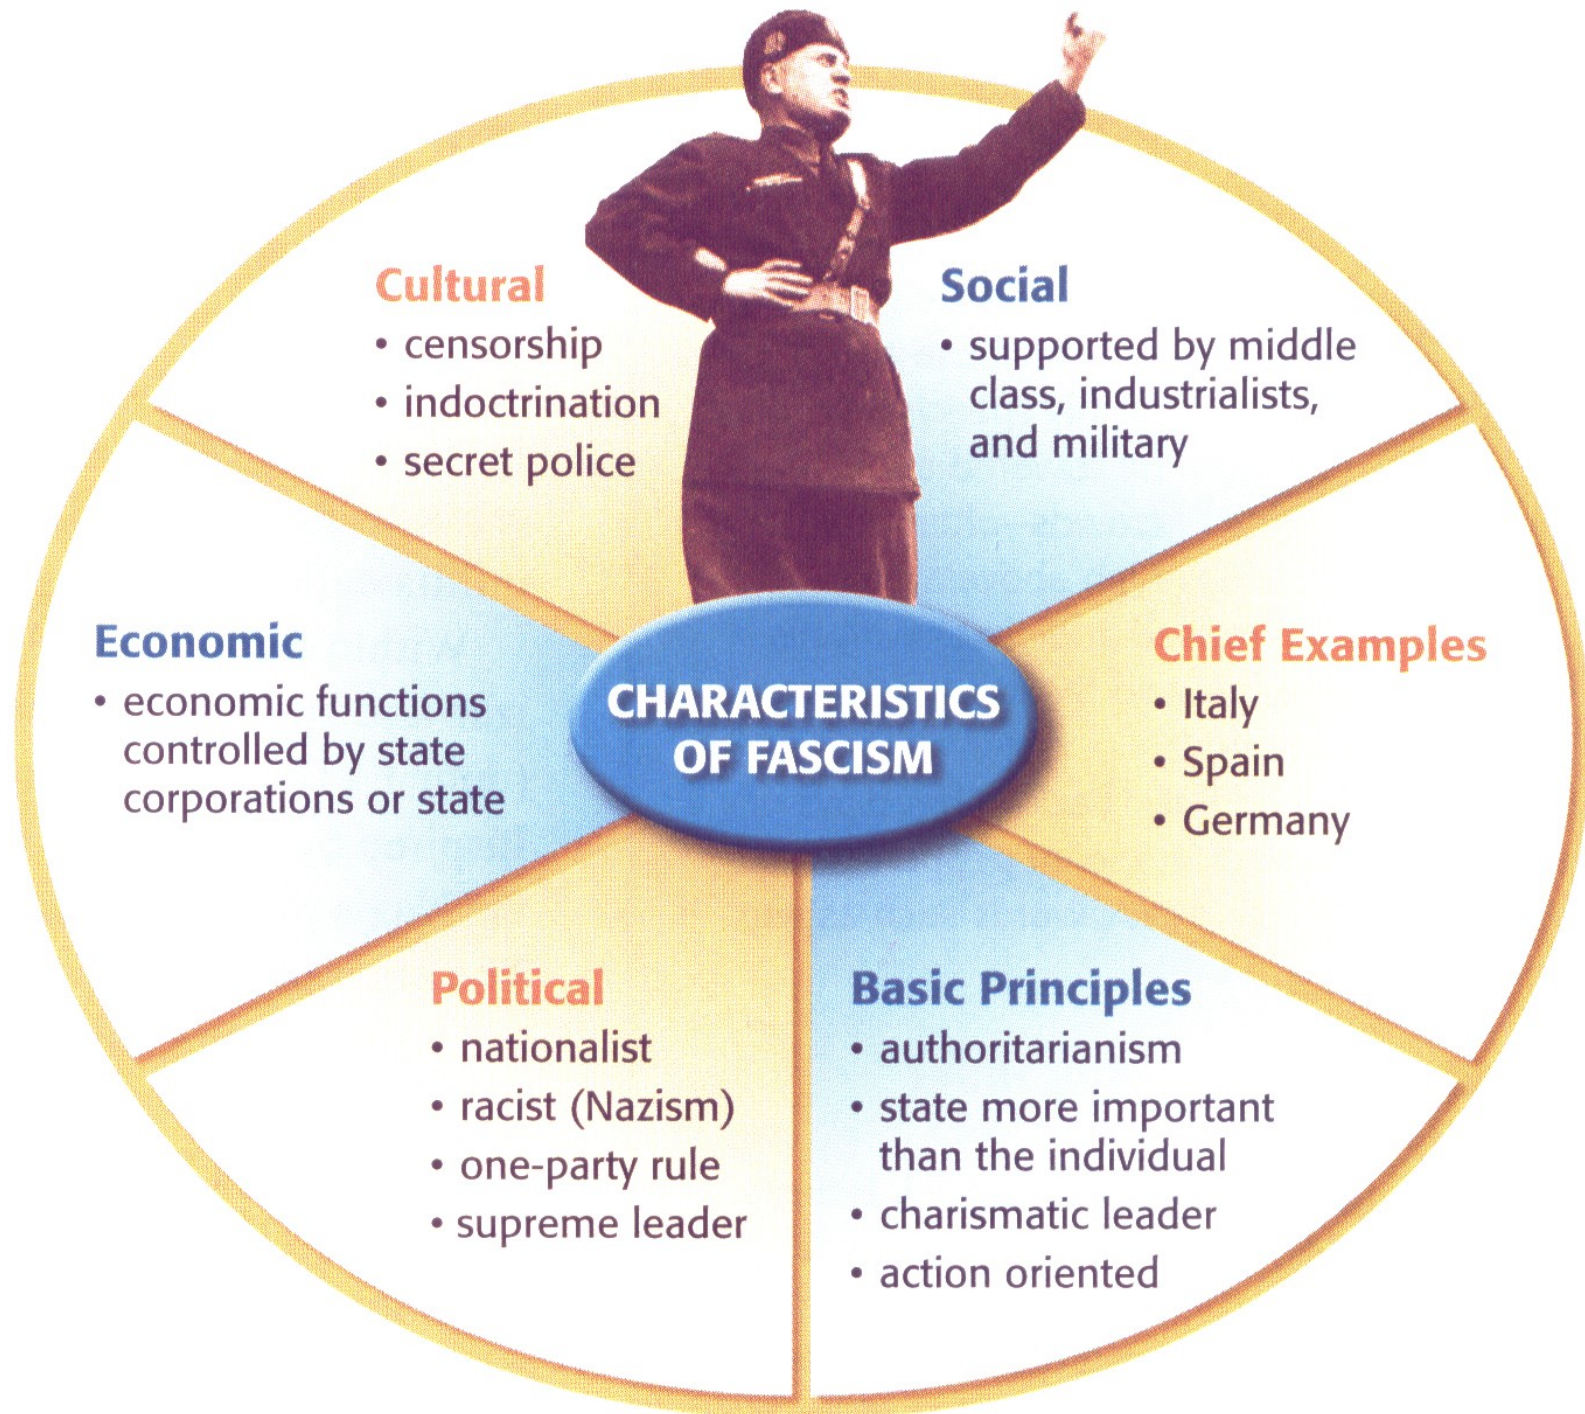 Cultural
• censorship
• indoctrination
• secret police
Social
• supported by middle
class, industrialists,
and military
Economic
• economic functions
controlled by state
corporations or state
CHARACTERISTICS
OF FASCISM
Chief Examples
• Italy
• Spain
• Germany
Political
• nationalist
• racist (Nazism)
• one-party rule
• supreme leader
Basic Principles
• authoritarianism
• state more important
than the individual
• charismatic leader
• action oriented